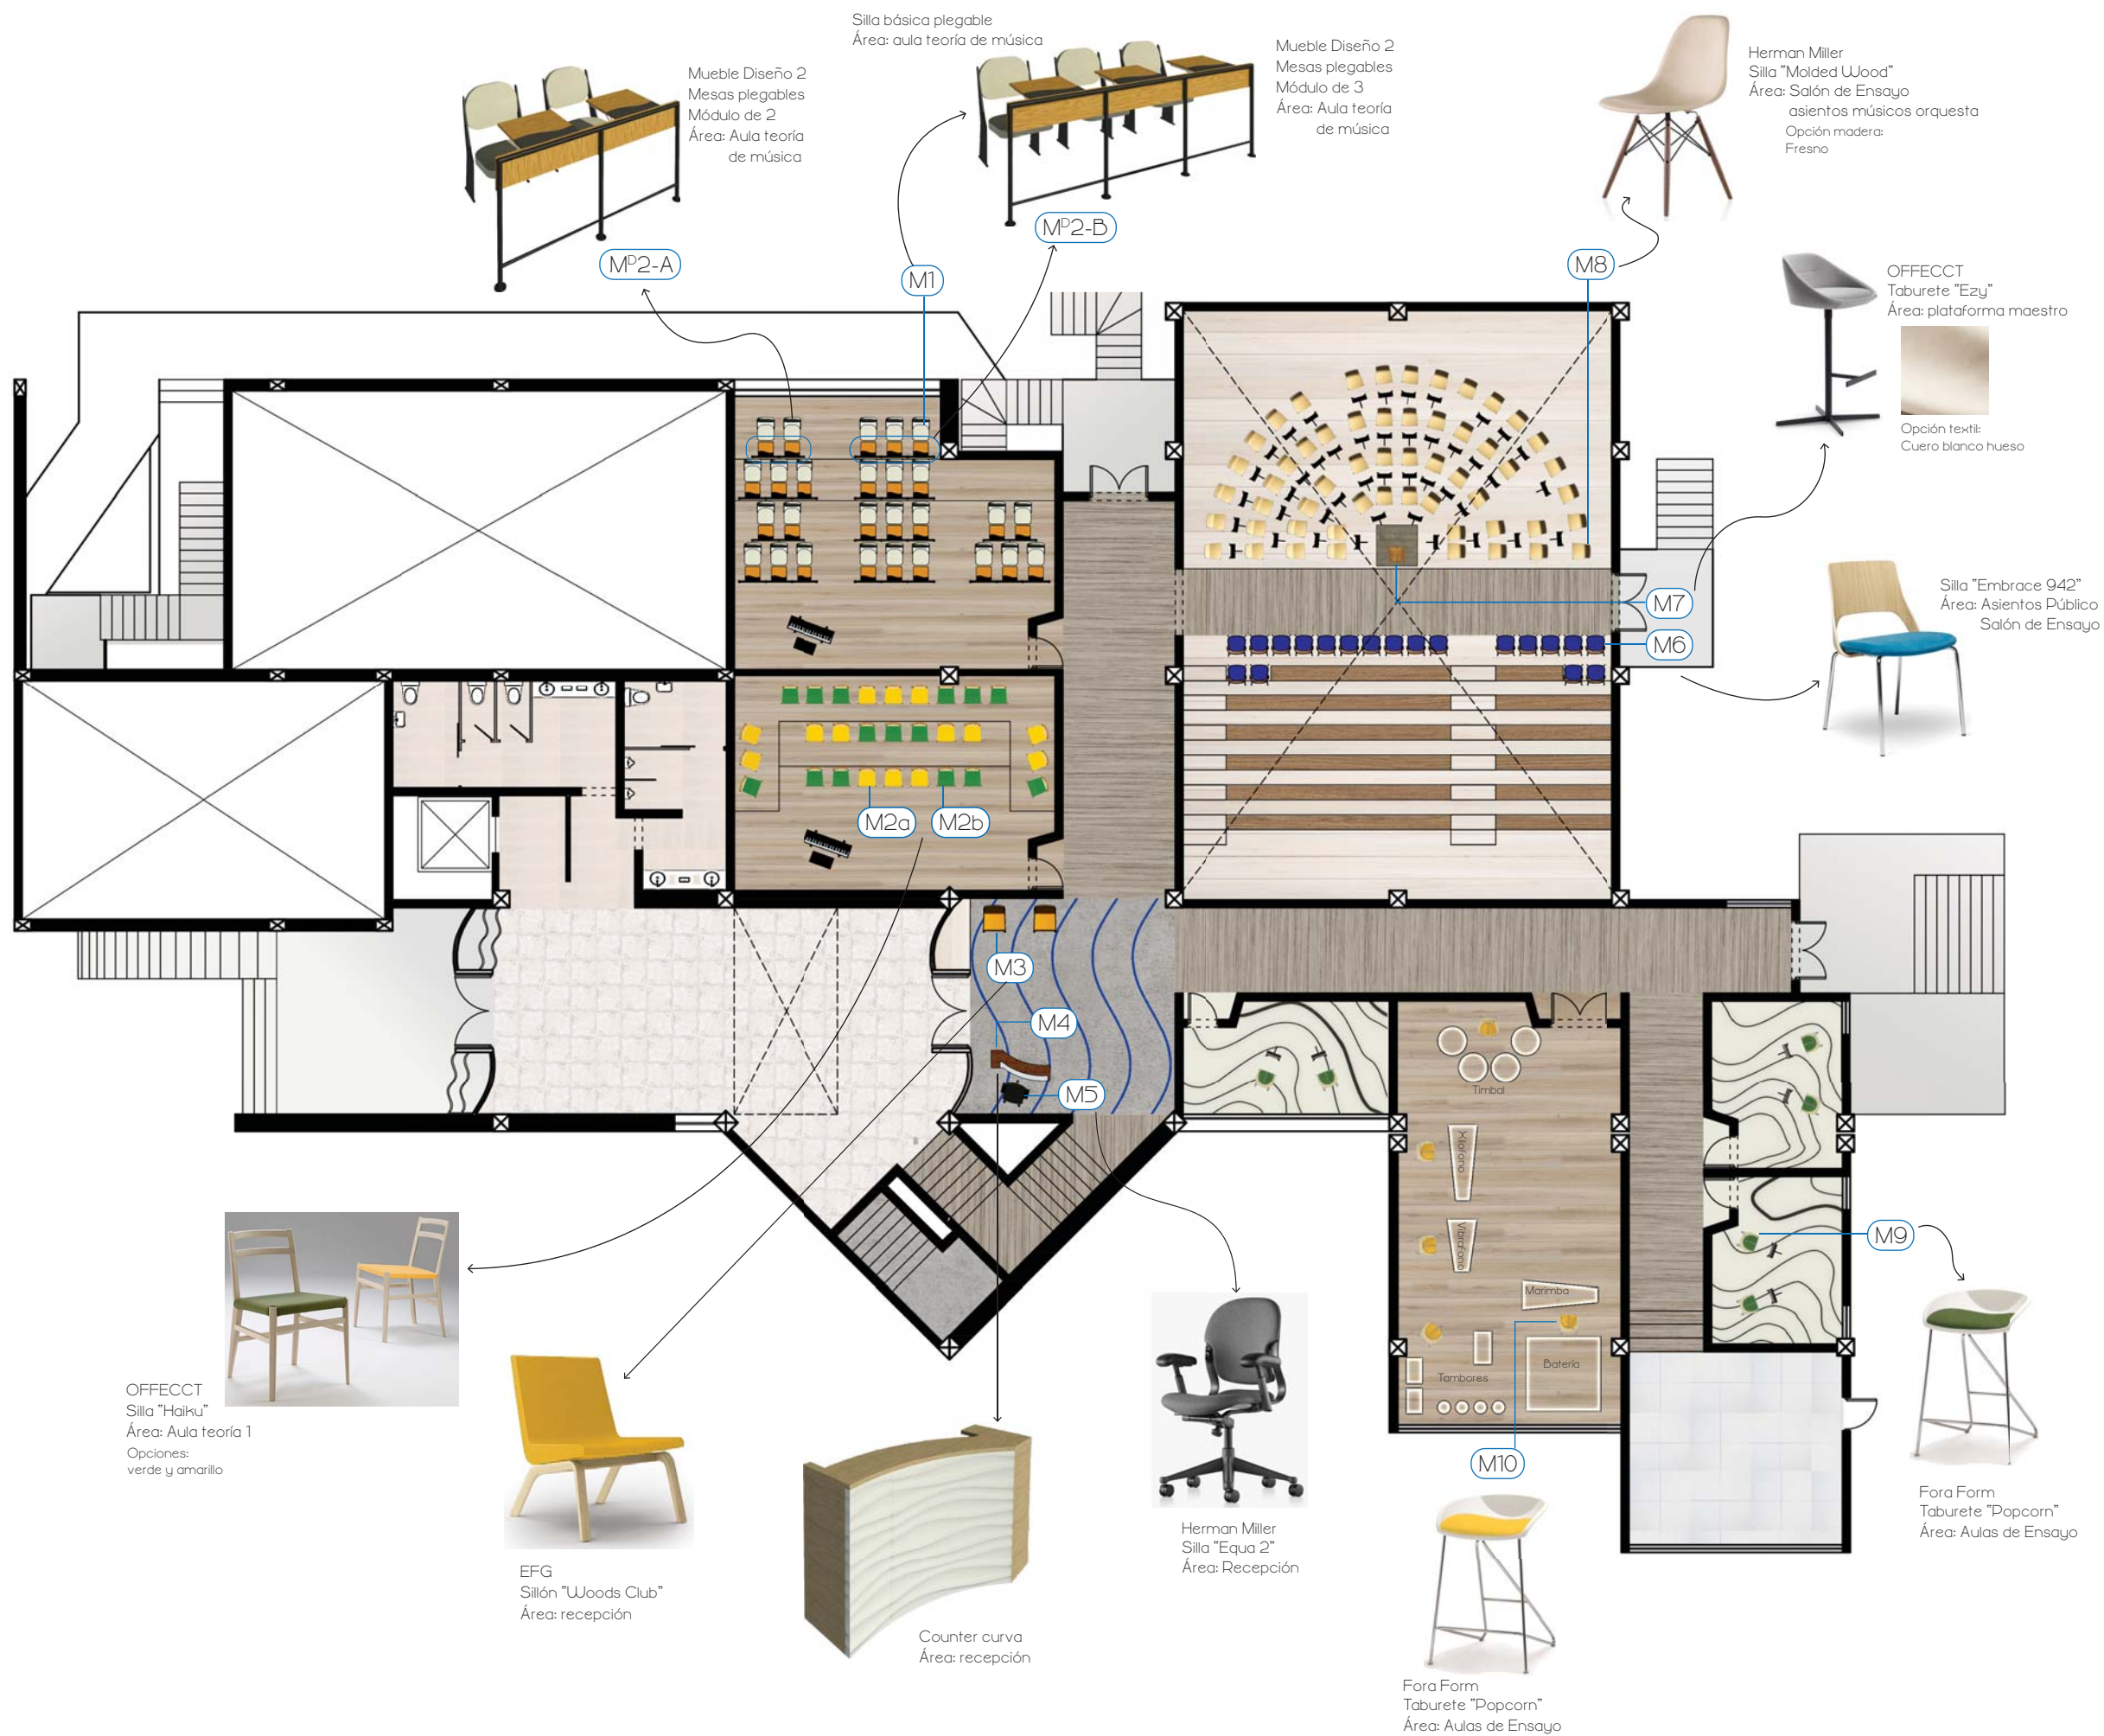 Silla básica plegable
Área: aula teoría de música
Mueble Diseño 2
Mesas plegables
Módulo de 2
Área: Aula teoría
de música
Mueble Diseño 2
Mesas plegables
Módulo de 3
Área: Aula teoría
de música
Herman Miller
Silla "Molded Wood"
Área: Salón de Ensayo
asientos músicos orquesta
Opción madera:
Fresno
MD2-A
M1
MD2-B
M8
OFFECCT
Taburete "Ezy"
Área: plataforma maestro
Opción textil:
Cuero blanco hueso
M7
M6
Silla "Embrace 942"
Área: Asientos Público
Salón de Ensayo
M2a
M2b
M3
M4
M5
Timbal
Xilofono
Vibrafono
Marimba
Batería
Tambores
M9
M10
OFFECCT
Silla "Haiku"
Área: Aula teoría 1
Opciones:
verde y amarillo
EFG
Sillón "Woods Club"
Área: recepción
Counter curva
Área: recepción
Herman Miller
Silla "Equa 2"
Área: Recepción
Fora Form
Taburete "Popcorn"
Área: Aulas de Ensayo
Fora Form
Taburete "Popcorn"
Área: Aulas de Ensayo